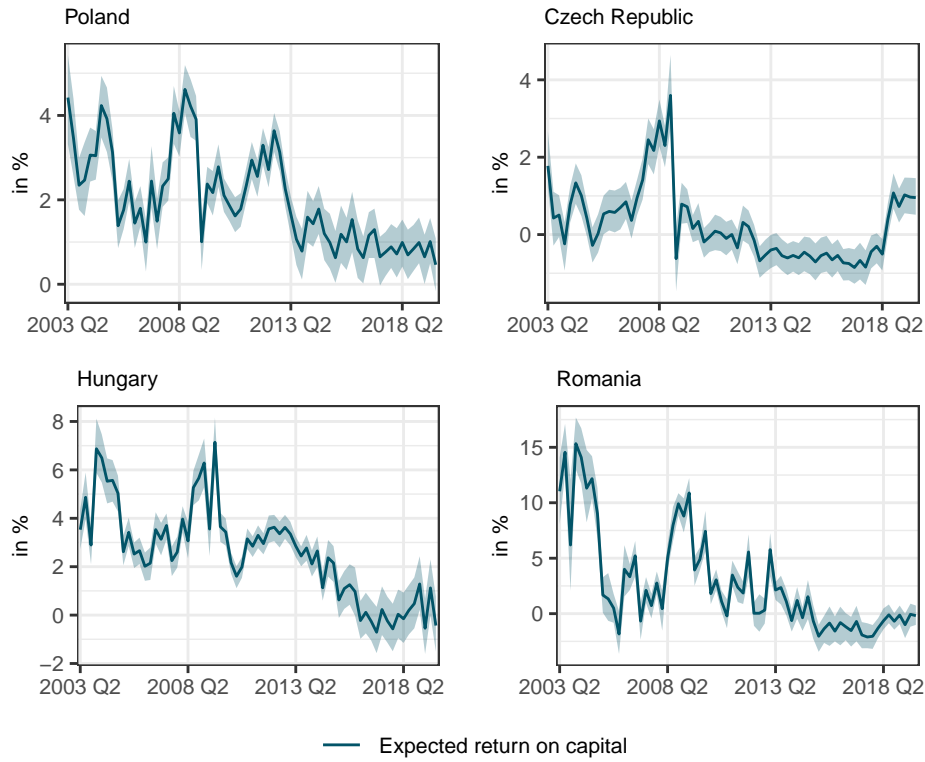 Poland
in %
4
2
0
2003 Q2 2008 Q2 2013 Q2 2018 Q2
Czech Republic
in %
4
2
0
2003 Q2 2008 Q2 2013 Q2 2018 Q2
Hungary
in %
8
6
4
2
0
−2
2003 Q2 2008 Q2 2013 Q2 2018 Q2
Romania
in %
15
10
5
0
2003 Q2 2008 Q2 2013 Q2 2018 Q2
Expected return on capital